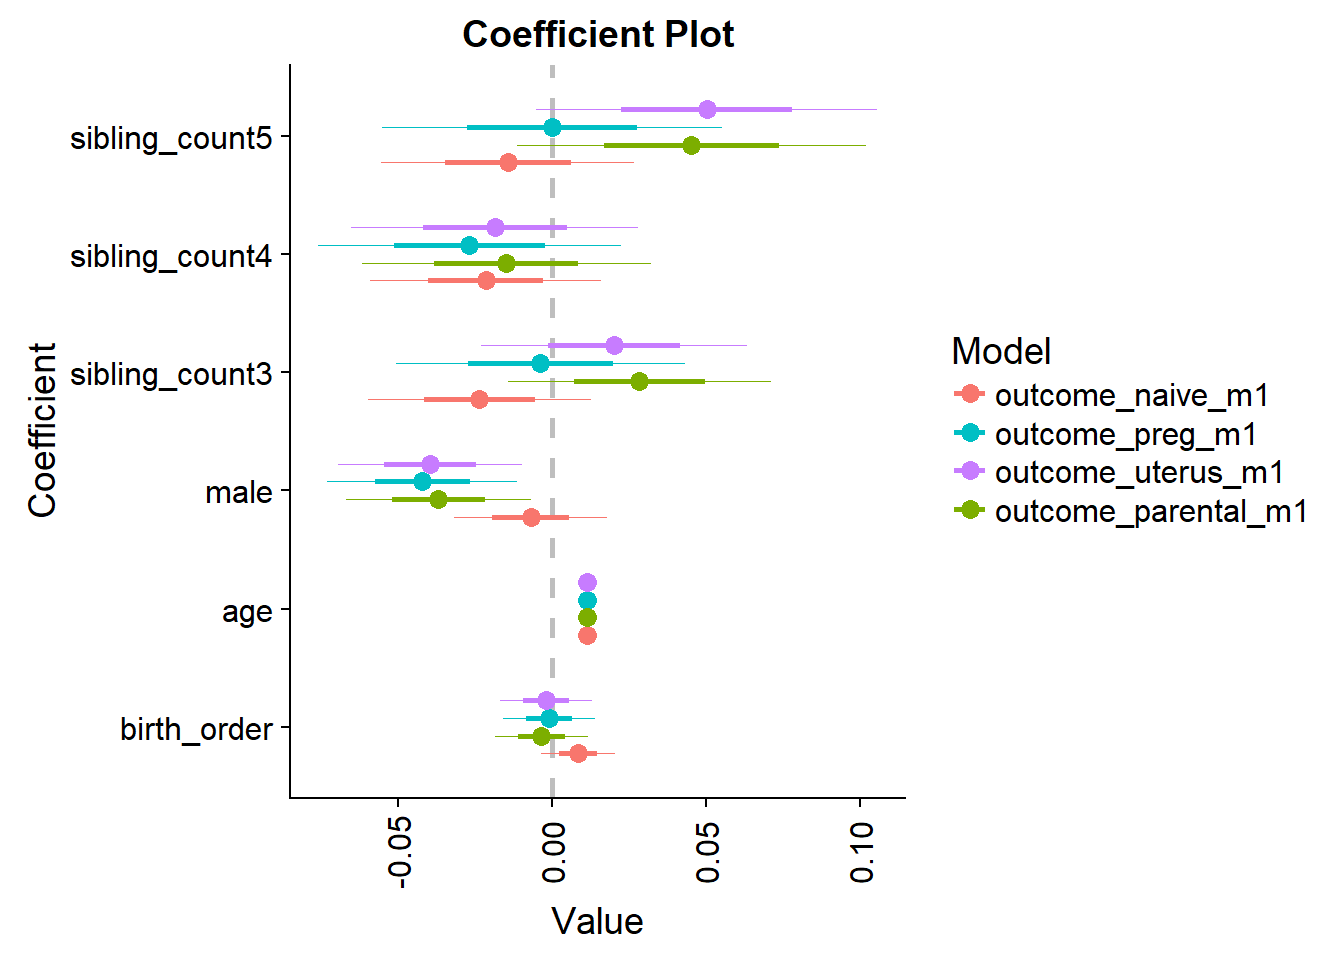 Coefficient Plot
sibling_count5
sibling_count4
sibling_count3
male
age
birth_order
Coefficient
-0.05
0.00
0.05
0.10
Value
Model
outcome_naive_m1
outcome_preg_m1
outcome_uterus_m1
outcome_parental_m1